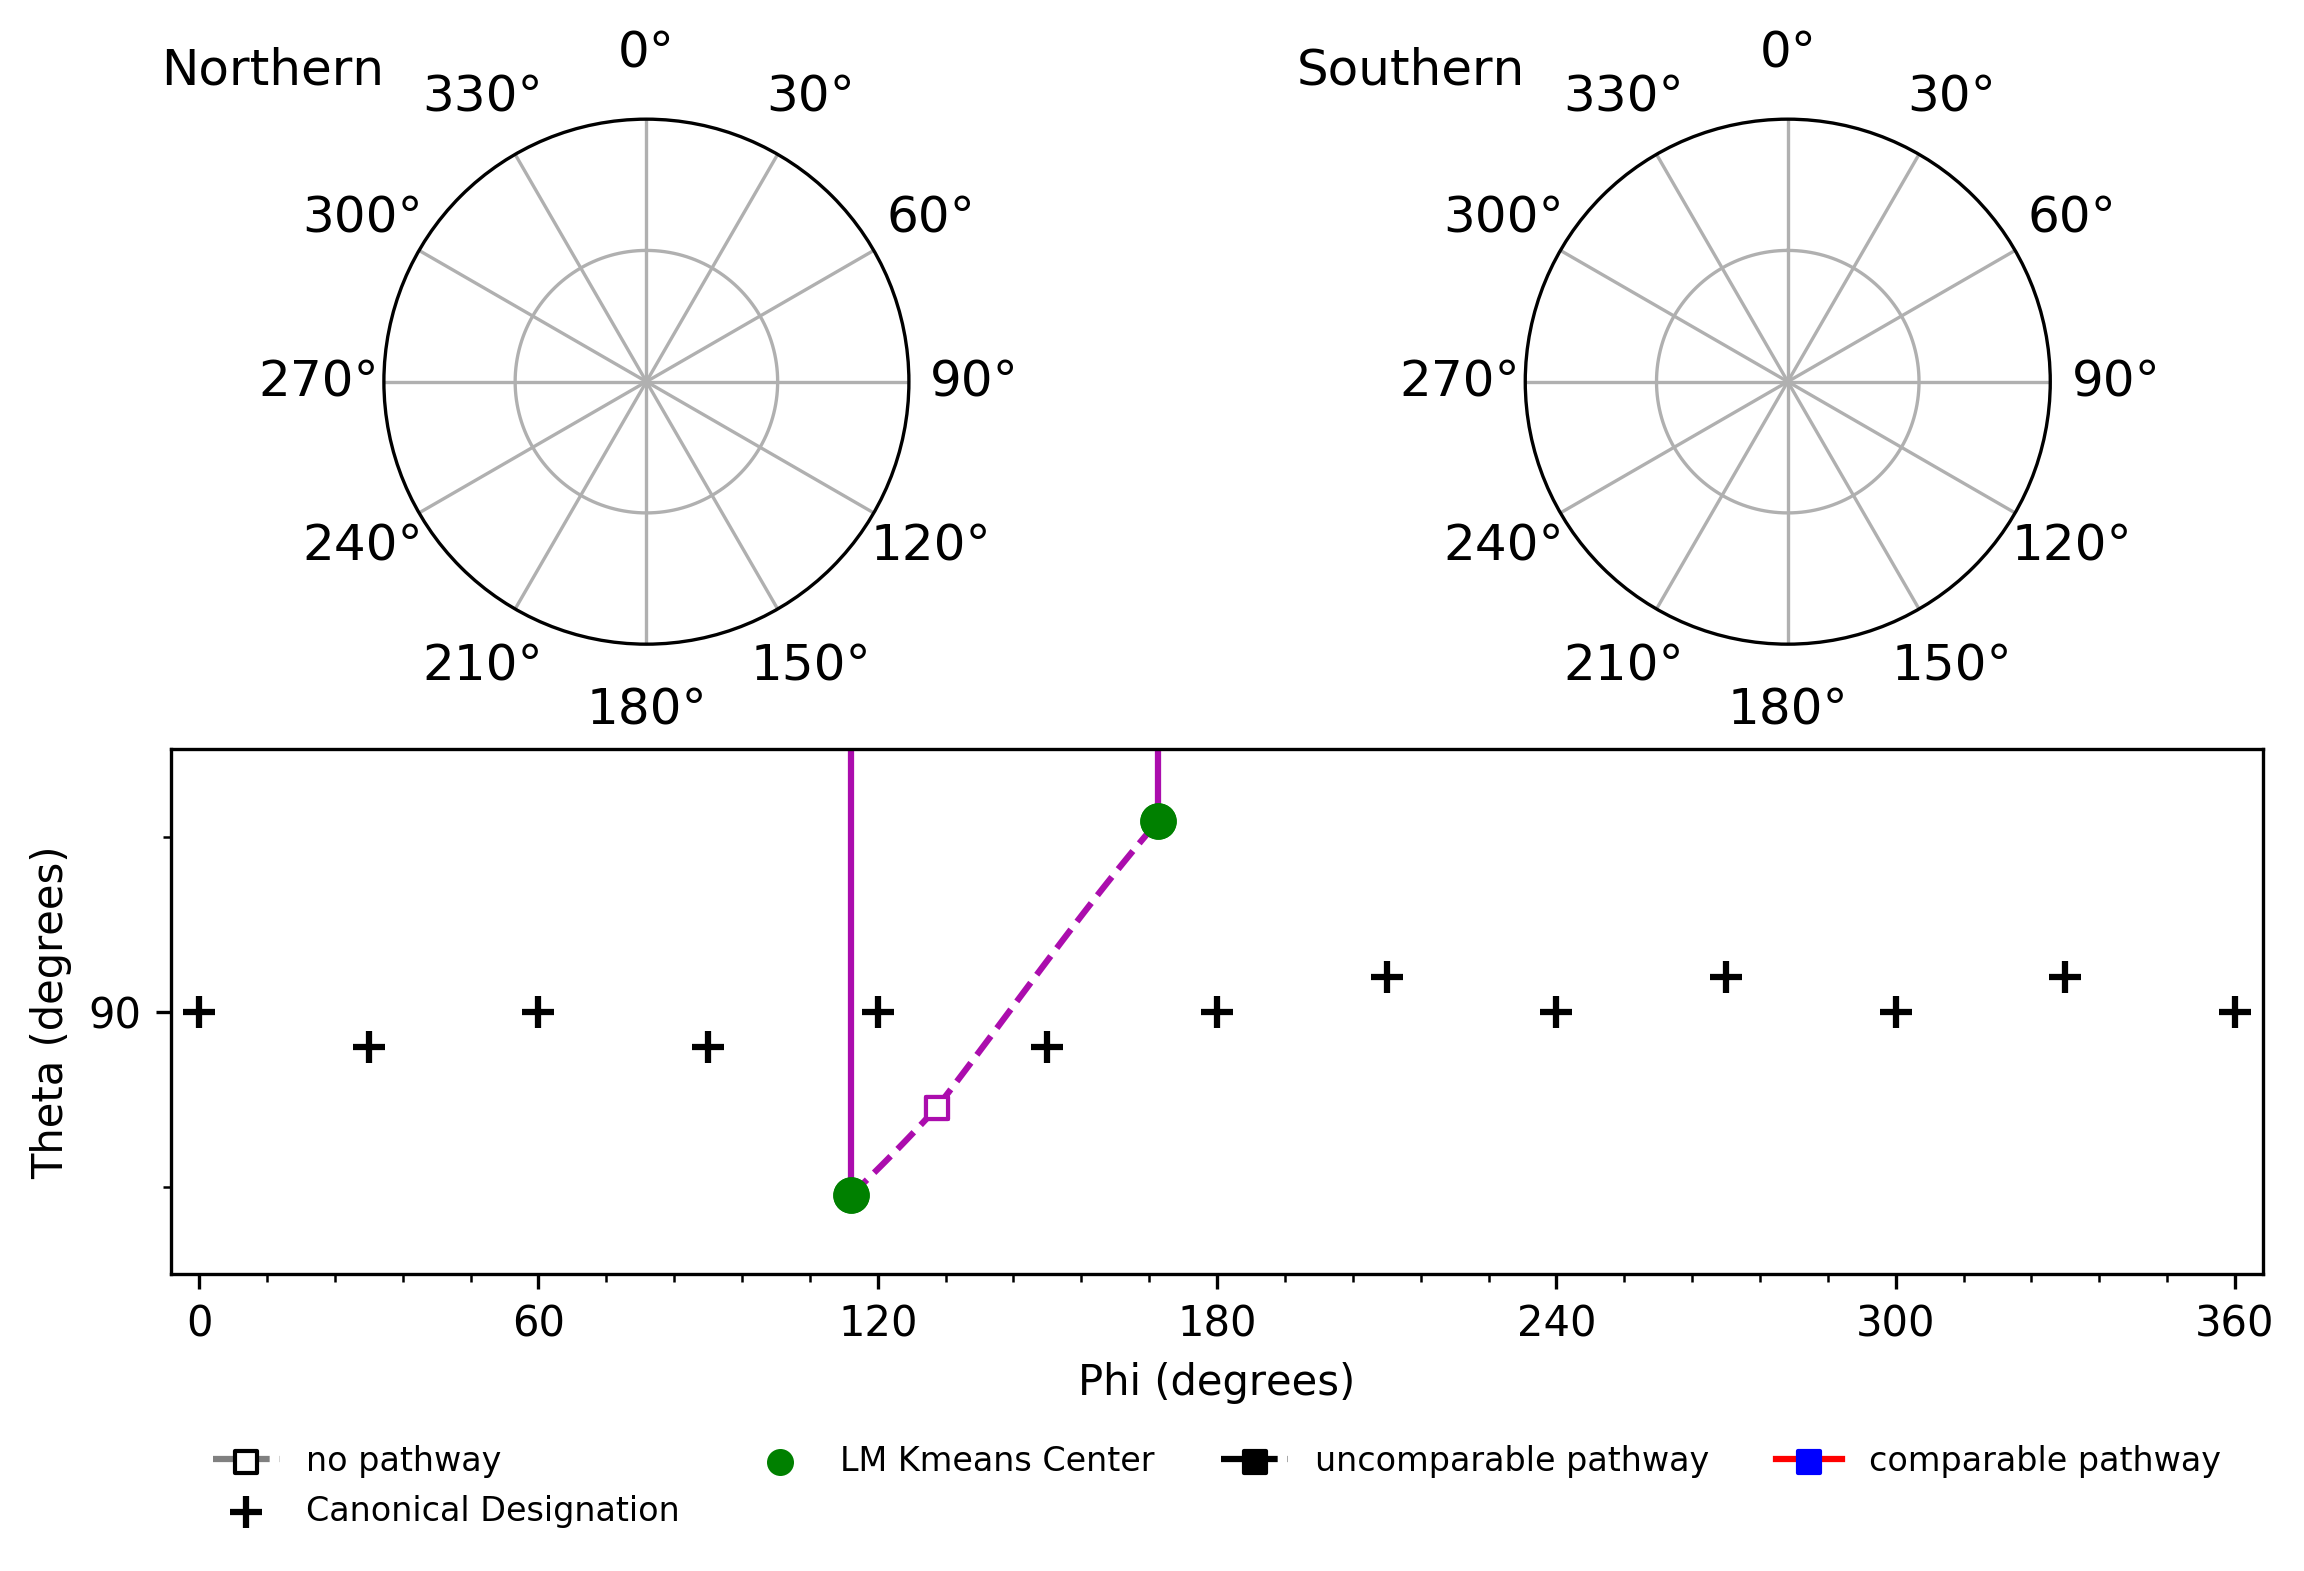 Northern
0°
30°
60°
90°
120°
150°
180°
210°
240°
270°
300°
330°
Southern
0°
30°
60°
90°
120°
150°
180°
210°
240°
270°
300°
330°
Theta (degrees)
90
0 60 120 180 240 300 360
Phi (degrees)
no pathway
Canonical Designation
LM Kmeans Center
uncomparable pathway
comparable pathway